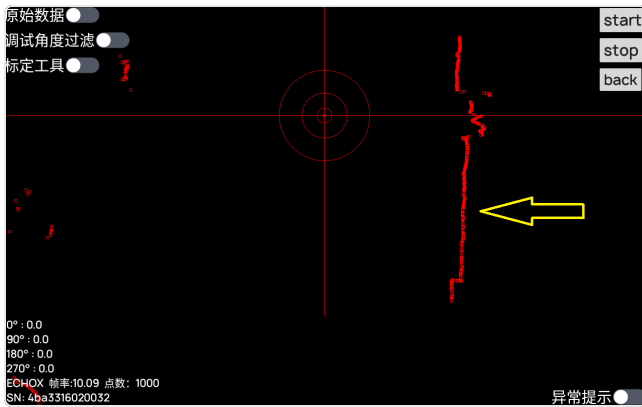 原始数据
start
调试角度过滤
stop
标定工具
back
0° : 0.0
90° : 0.0
180° : 0.0
270° : 0.0
ECHOX 帧率:10.09 点数：1000
SN: 4ba3316020032
异常提示